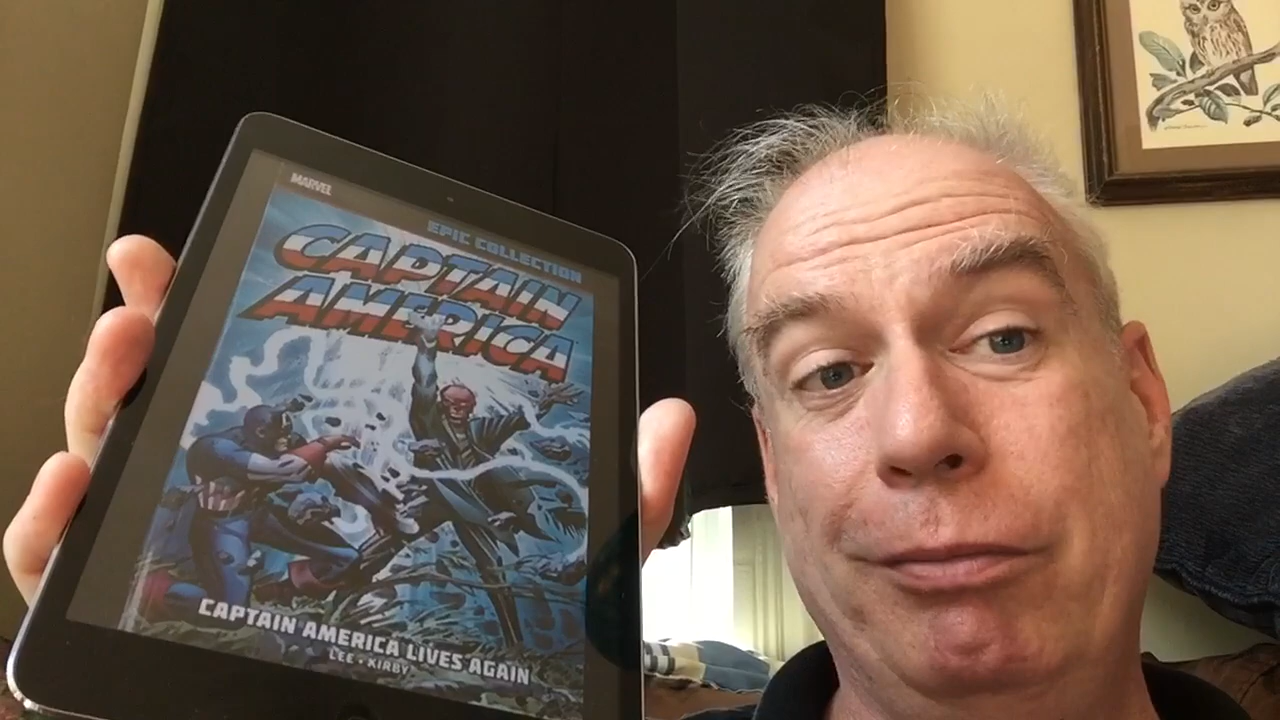 MARVEL
EPIC COLLECTION
CAPTAIN
AMERICA
CAPTAIN AMERICA LIVES AGAIN
LEE • KIRBY